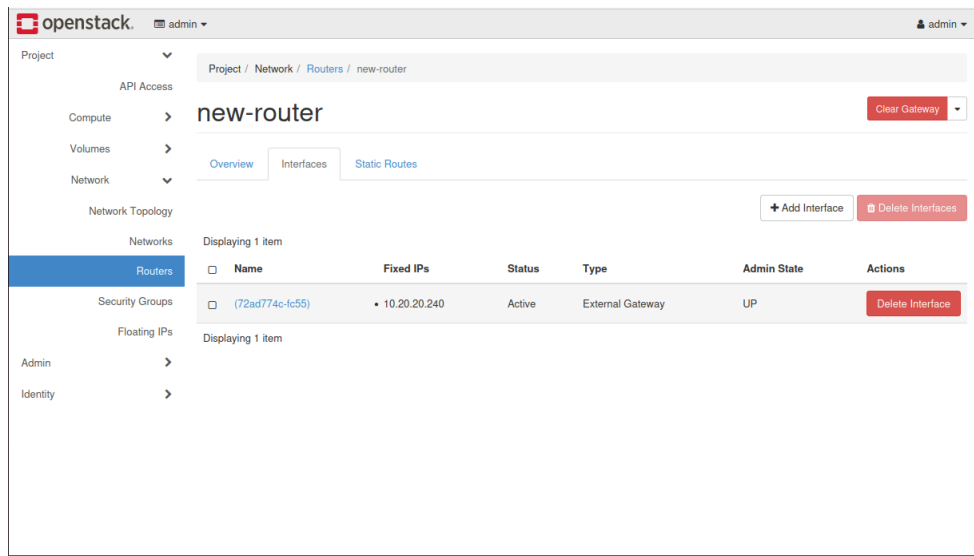 openstack. admin admin
Project
API Access
Compute
Volumes
Network
Network Topology
Networks
Routers
Security Groups
Floating IPs
Admin
Identity
Project / Network / Routers / new-router
new-router
Clear Gateway
Overview Interfaces Static Routes
+ Add Interface Delete Interfaces
Displaying 1 item
Name Fixed IPs Status Type Admin State Actions
(72ad774c-fc55) • 10.20.20.240 Active External Gateway UP Delete Interface
Displaying 1 item